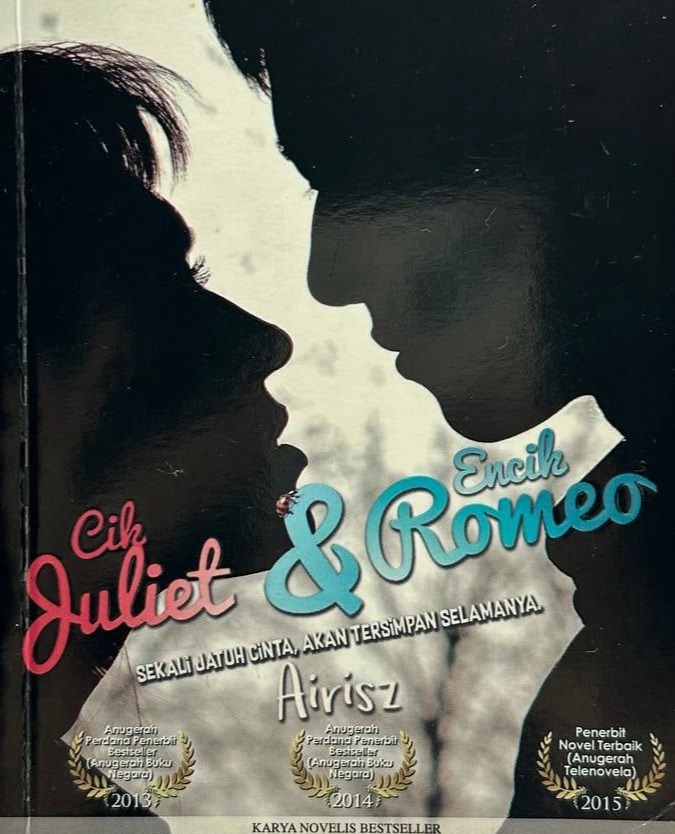 Cik
Juliet
&
Encik
Romeo
SEKALI JATUH CINTA, AKAN TERSIMPAN SELAMANYA.
Airisz
Anugerah
Perdana Penerbit
Bestseller
(Anugerah Buku
Negara)
2013
Anugerah
Perdana Penerbit
Bestseller
(Anugerah Buku
Negara)
2014
Penerbit
Novel Terbaik
(Anugerah
Telenovela)
2015
KARYA NOVELIS BESTSELLER